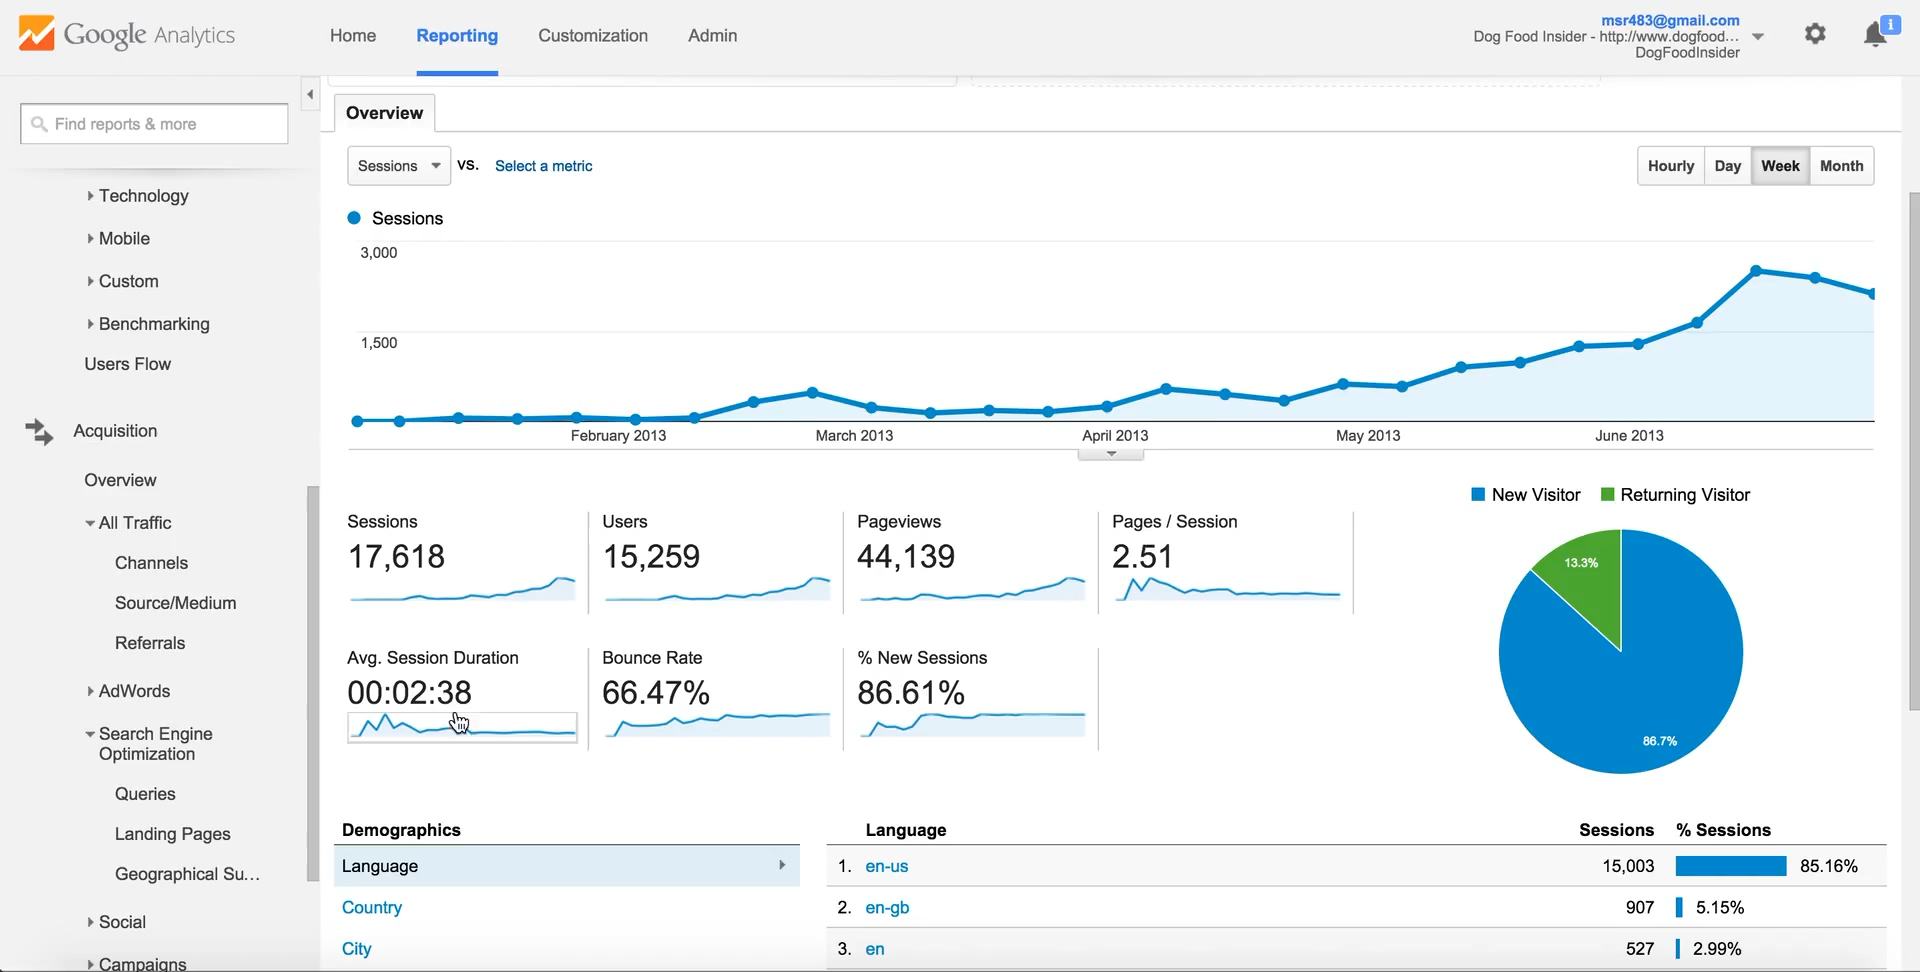 Google Analytics
Home
Reporting
Customization
Admin
msr483@gmail.com
Dog Food Insider - http://www.dogfood...
DogFoodInsider
i
Find reports & more
Technology
Mobile
Custom
Benchmarking
Users Flow
Acquisition
Overview
All Traffic
Channels
Source/Medium
Referrals
AdWords
Search Engine
Optimization
Queries
Landing Pages
Geographical Su...
Social
Campaigns
Overview
Sessions
VS.
Select a metric
Hourly
Day
Week
Month
Sessions
3,000
1,500
February 2013
March 2013
April 2013
May 2013
June 2013
Sessions
17,618
Users
15,259
Pageviews
44,139
Pages / Session
2.51
Avg. Session Duration
00:02:38
Bounce Rate
66.47%
% New Sessions
86.61%
New Visitor
Returning Visitor
13.3%
86.7%
Demographics
Language
Country
City
Language Sessions % Sessions
1. en-us 15,003 85.16%
2. en-gb 907 5.15%
3. en 527 2.99%